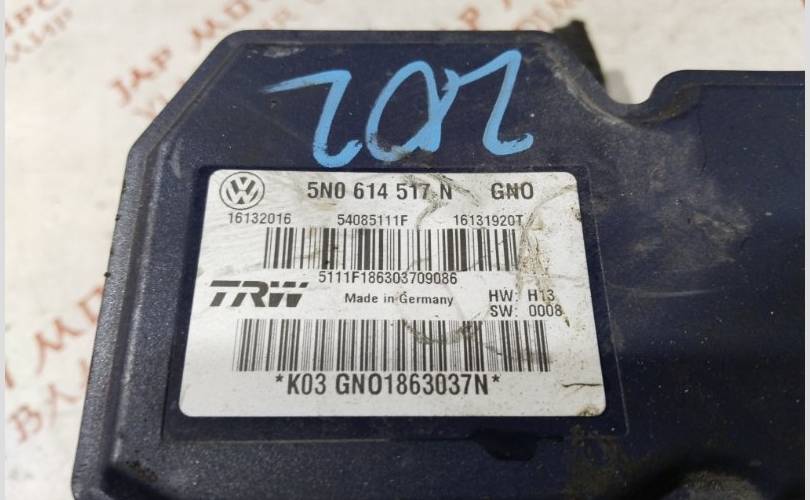 202
5N0 614 517 N GNO
16132016 54085111F 16131920T
5111F186303709086
TRW Made in Germany HW: H13
SW: 0008
*K03 GNO1863037N*